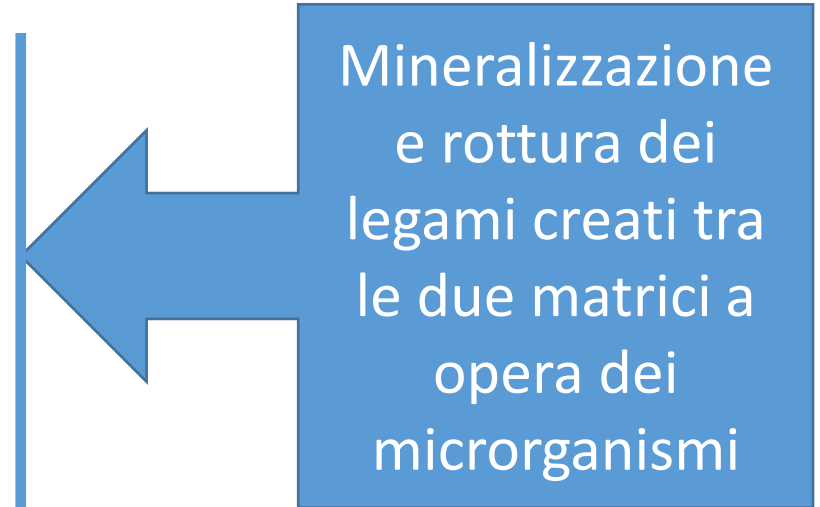 Mineralizzazione
e rottura dei
legami creati tra
le due matrici a
opera dei
microrganismi